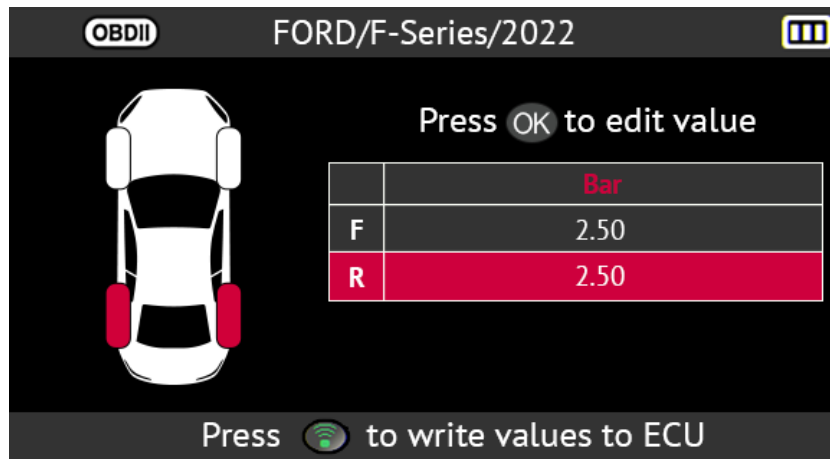 OBDII FORD/F-Series/2022
Press OK to edit value
Bar
F 2.50
R 2.50
Press to write values to ECU